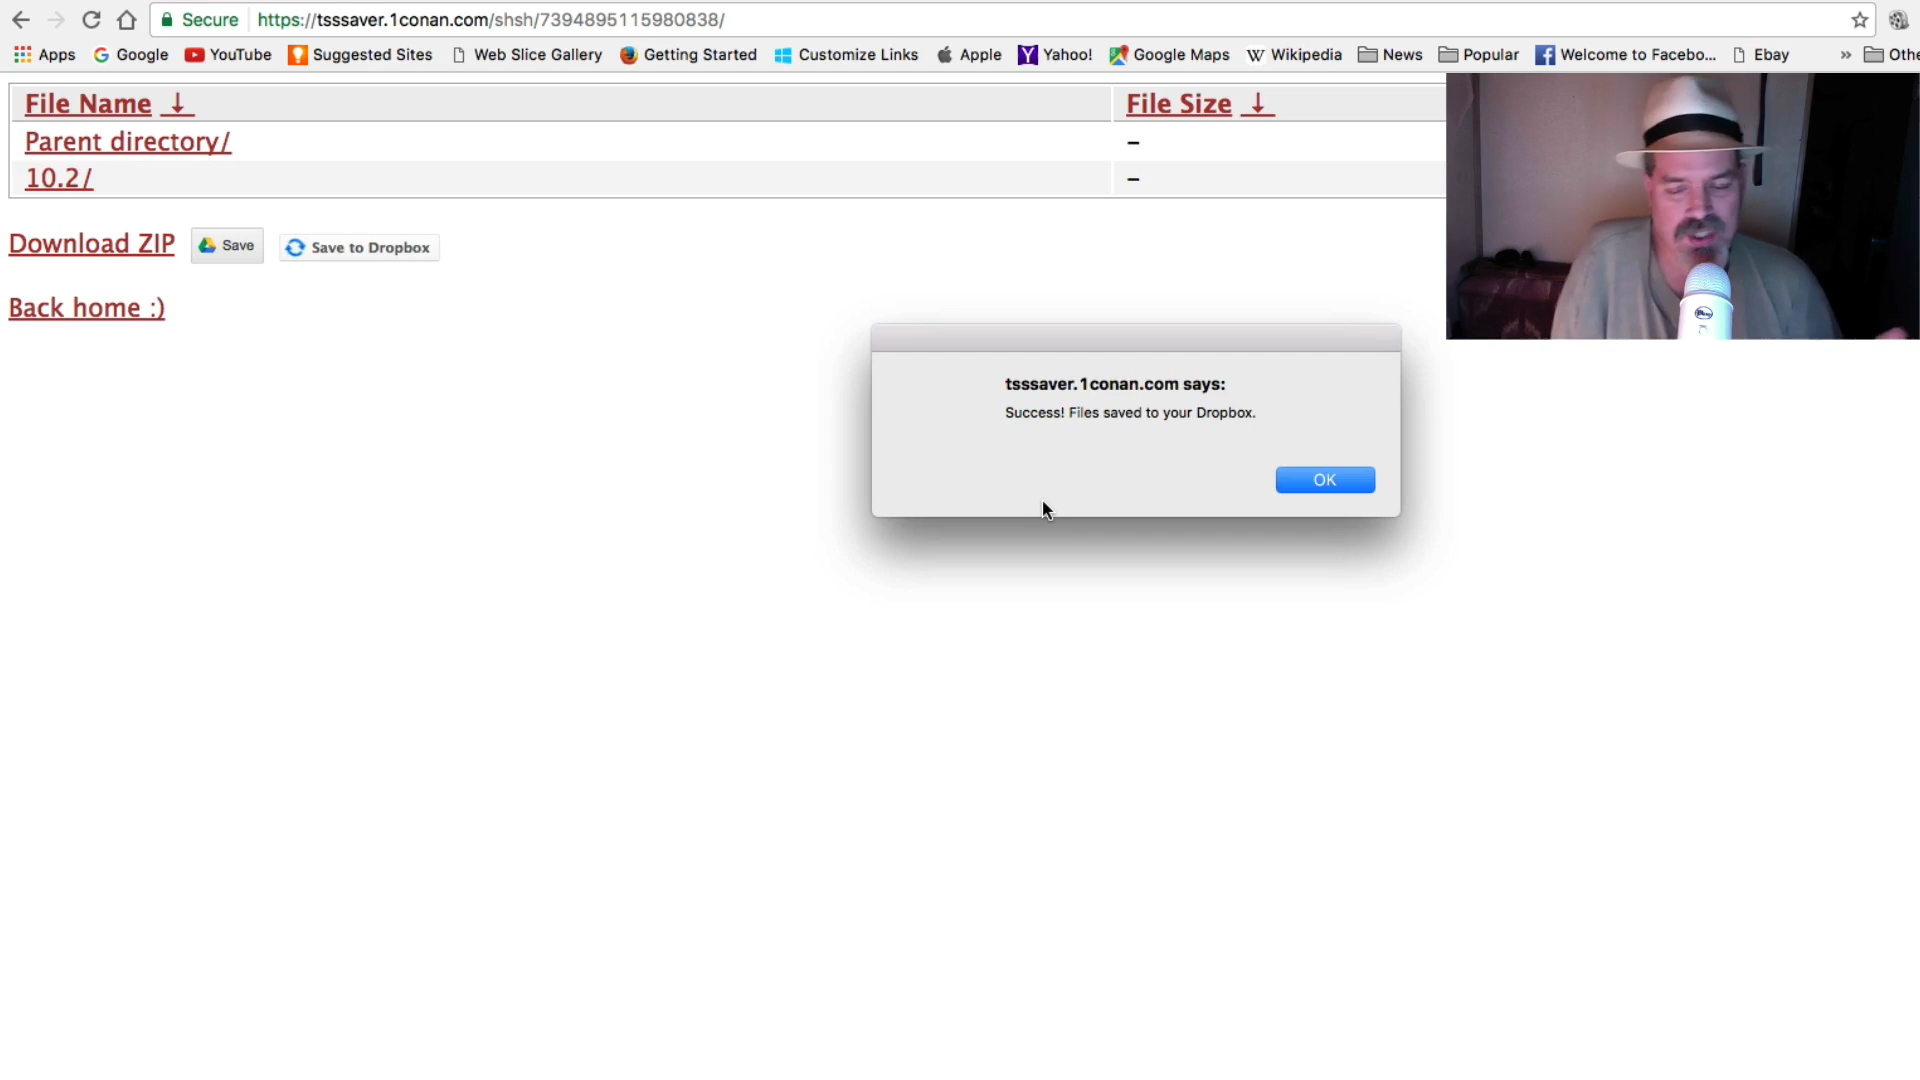 Secure https://tsssaver.1conan.com/shsh/7394895115980838/
Apps Google YouTube Suggested Sites Web Slice Gallery Getting Started Customize Links Apple Yahoo! Google Maps Wikipedia News Popular Welcome to Facebo... Ebay » Othe
File Name ↓ File Size ↓
Parent directory/ –
10.2/ –
Download ZIP Save Save to Dropbox
Back home :)
tsssaver.1conan.com says:
Success! Files saved to your Dropbox.
OK